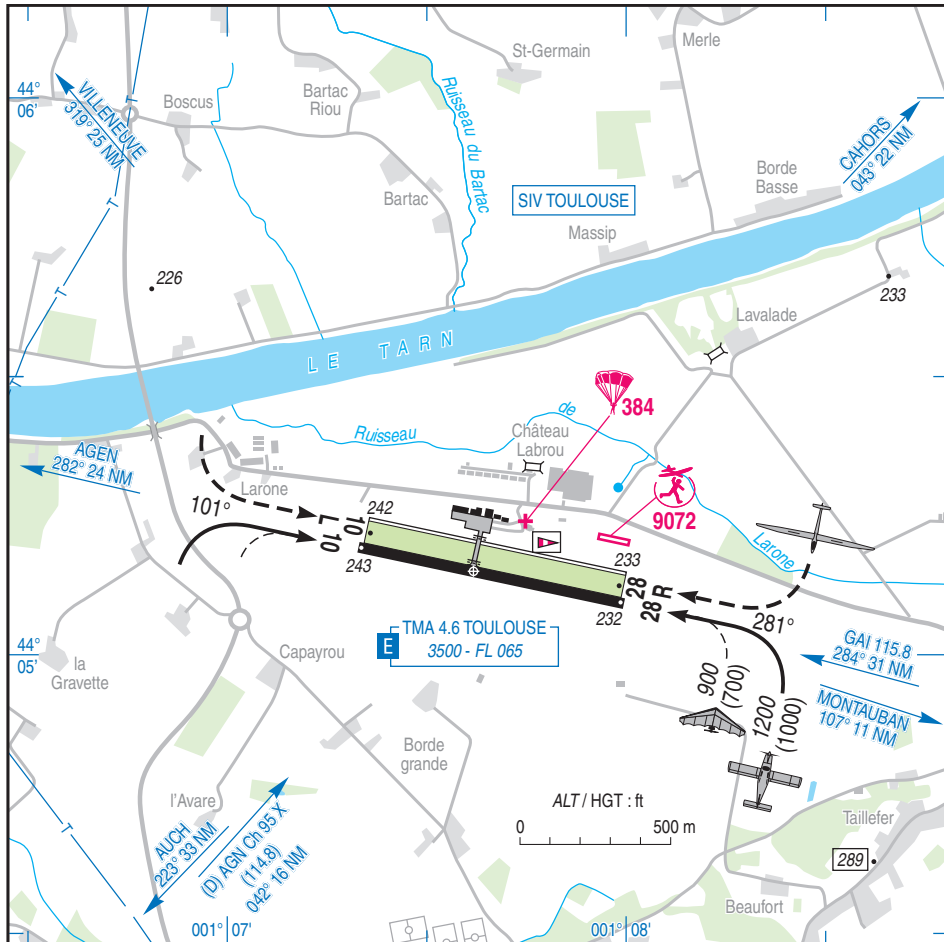 St-Germain
Merle
44°
06'
VILLENEUVE
319° 25 NM
Boscus
Bartac
Riou
Ruisseau du Bartac
CAHORS
043° 22 NM
Borde
Basse
Bartac
SIV TOULOUSE
Massip
226
233
Lavalade
LE TARN
384
de
Ruisseau
Château
Labrou
AGEN
282° 24 NM
Larone
9072
101°
242
L
10
10
243
233
Larone
28
28 R
232
281°
44°
05'
la
Gravette
Capayrou
E
TMA 4.6 TOULOUSE
3500 - FL 065
GAI 115.8
284° 31 NM
900
(700)
1200
(1000)
MONTAUBAN
107° 11 NM
Borde
grande
l'Avare
AUCH
223° 33 NM
(D) AGN Ch 95 X
(114.8)
042° 16 NM
ALT / HGT : ft
0
500 m
Taillefer
289
Beaufort
001° 07'
001° 08'
T
T
T
T
T
T